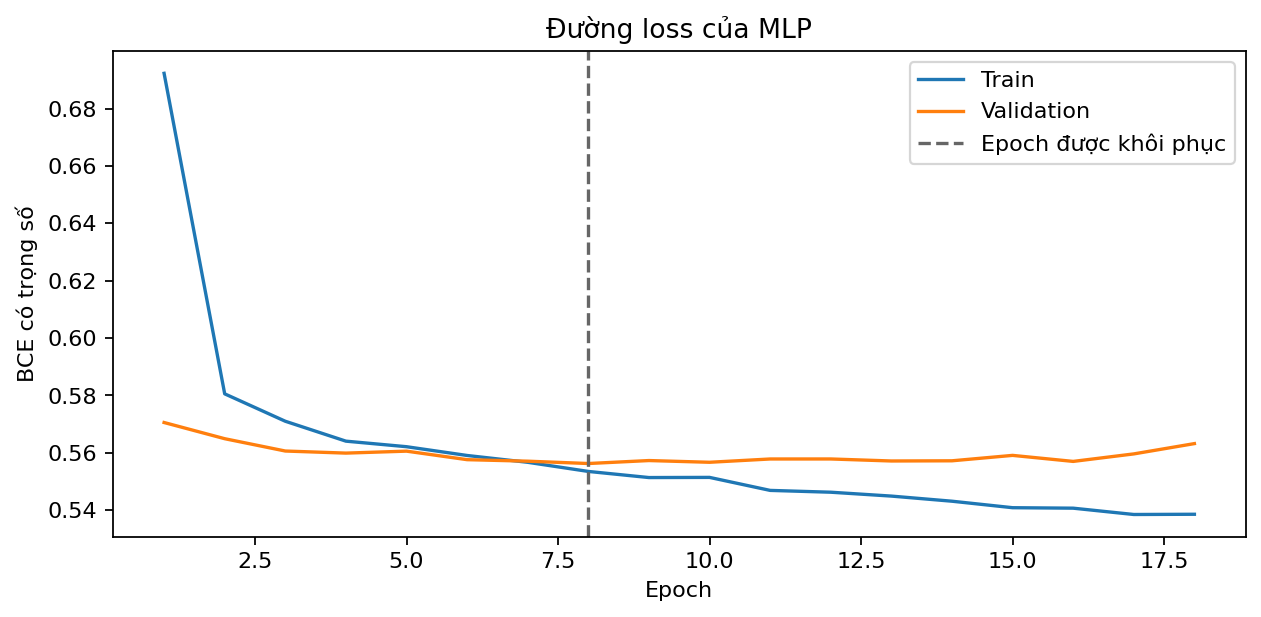 Đường loss của MLP
Train
Validation
Epoch được khôi phục
BCE có trọng số
0.68
0.66
0.64
0.62
0.60
0.58
0.56
0.54
2.5 5.0 7.5 10.0 12.5 15.0 17.5
Epoch